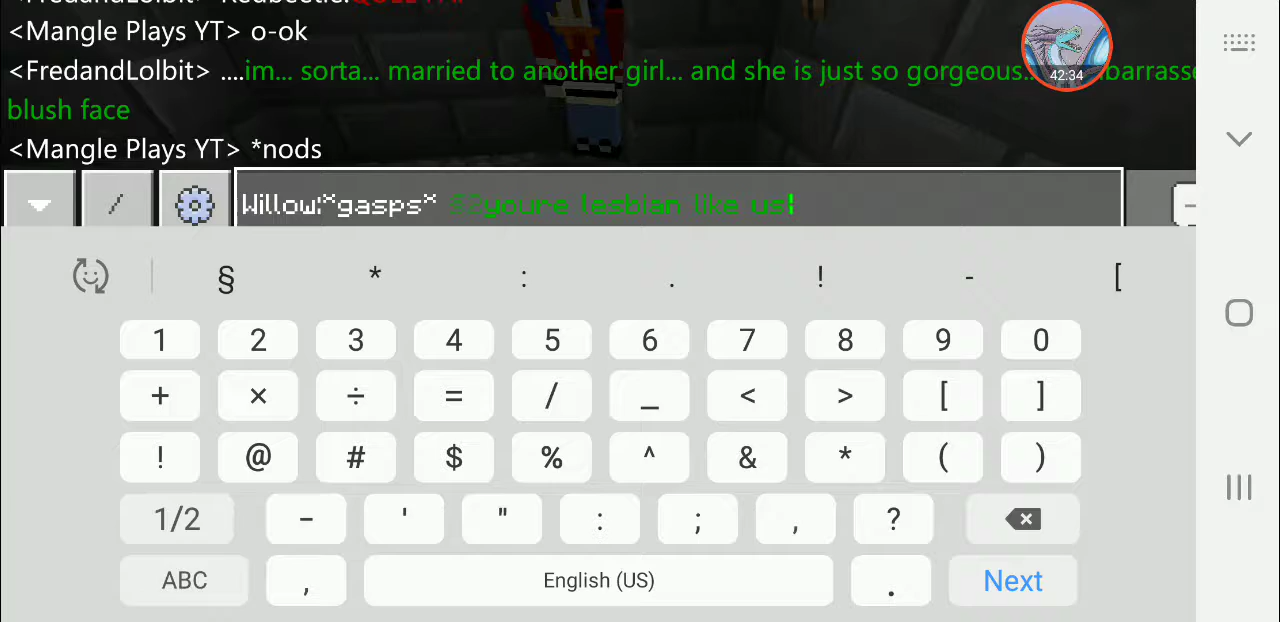 <Mangle Plays YT> o-ok
<FredandLolbit> ....im... sorta... married to another girl... and she is just so gorgeous...
blush face
<Mangle Plays YT> *nods
/ Willow:*gasps* §2youre lesbian like us!
42:34
§ * : . ! - [
1 2 3 4 5 6 7 8 9 0
+ × ÷ = / _ < > [ ]
! @ # $ % ^ & * ( )
1/2 - ' " : ; , ?
ABC , English (US) . Next